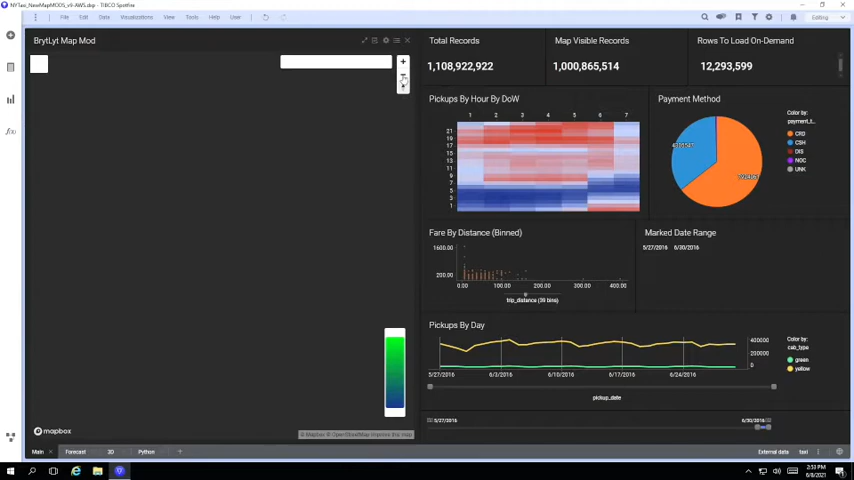 NYTaxi_NewMapMODS_v9-AWS.dxp - TIBCO Spotfire
File Edit Data Visualizations View Tools Help User
Editing
BrytLyt Map Mod
Total Records
1,108,922,922
Map Visible Records
1,000,865,514
Rows To Load On-Demand
12,293,599
Pickups By Hour By DoW
1 2 3 4 5 6 7
21
19
17
15
13
11
9
7
5
3
1
Payment Method
Color by:
payment_t...
CRD
CSH
DIS
NOC
UNK
Fare By Distance (Binned)
1600.00
200.00
0.00 100.00 200.00 300.00 400.00
trip_distance (39 bins)
Marked Date Range
5/27/2016 6/30/2016
Pickups By Day
400000
200000
0
5/27/2016 6/3/2016 6/10/2016 6/17/2016 6/24/2016
pickup_date
Color by:
cab_type
green
yellow
5/27/2016 6/30/2016
mapbox
© Mapbox © OpenStreetMap Improve this map
Main Forecast 3D Python
External data taxi
2:53 PM
6/8/2021